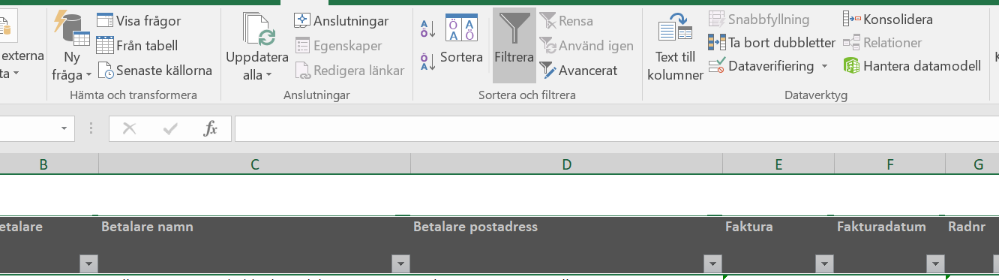 externa
ta
Ny
fråga
Visa frågor
Från tabell
Senaste källorna
Hämta och transformera
Uppdatera
alla
Anslutningar
Egenskaper
Redigera länkar
Anslutningar
A
Ö
Ö
A
Ö A
A Ö
Sortera
Filtrera
Rensa
Använd igen
Avancerat
Sortera och filtrera
Text till
kolumner
Snabbfyllning
Ta bort dubbletter
Dataverifiering
Konsolidera
Relationer
Hantera datamodell
Dataverktyg
fx
B C D E F G
etalare Betalare namn Betalare postadress Faktura Fakturadatum Radnr